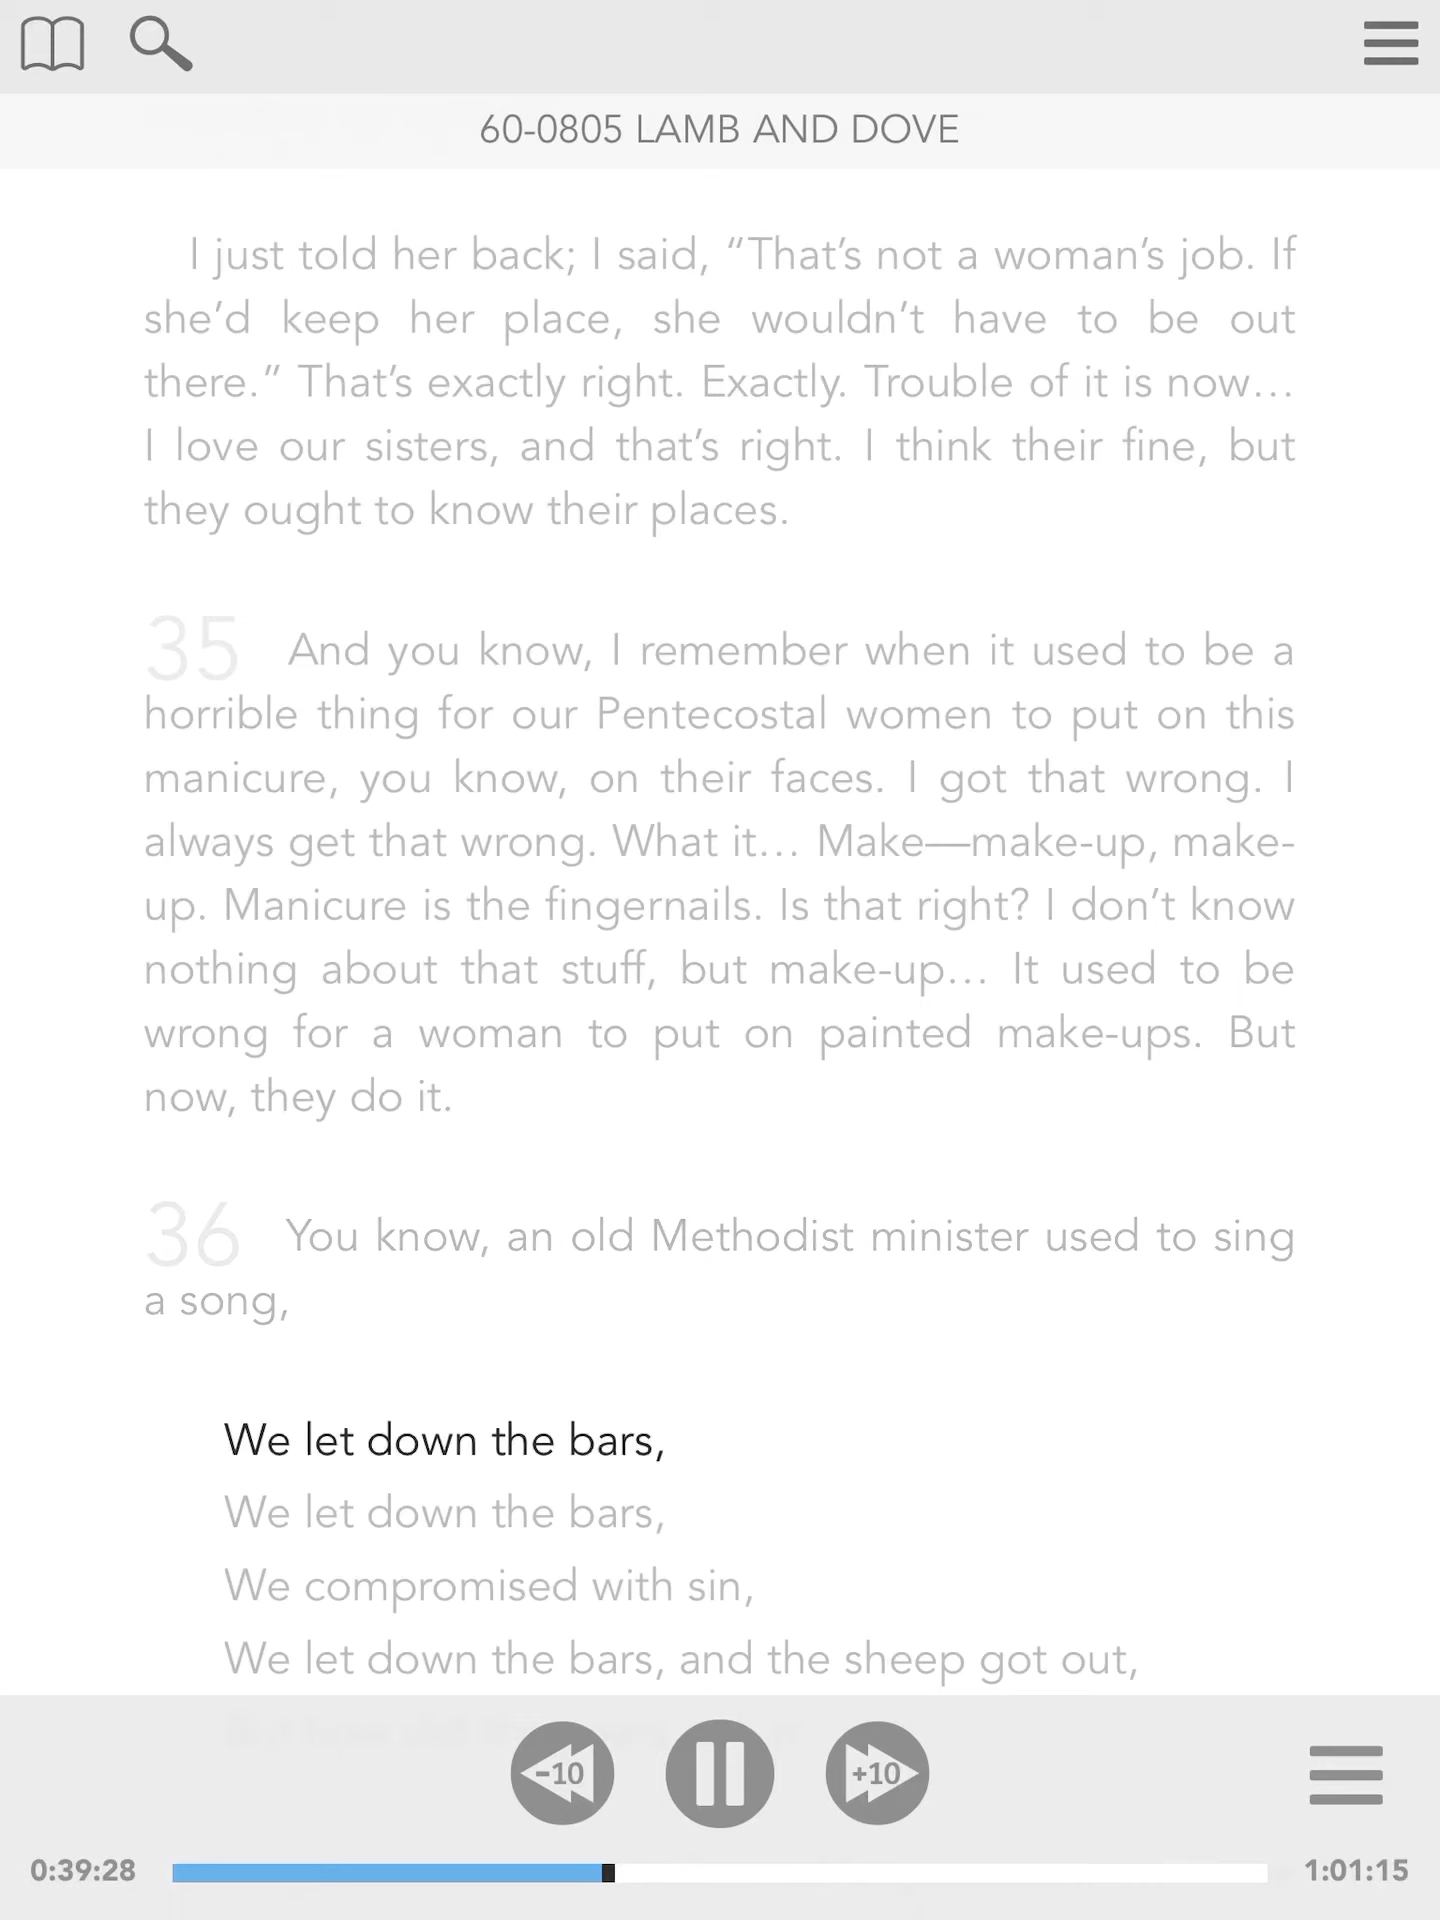 60-0805 LAMB AND DOVE
I just told her back; I said, “That’s not a woman’s job. If
she’d keep her place, she wouldn’t have to be out
there.” That’s exactly right. Exactly. Trouble of it is now…
I love our sisters, and that’s right. I think their fine, but
they ought to know their places.
35 And you know, I remember when it used to be a
horrible thing for our Pentecostal women to put on this
manicure, you know, on their faces. I got that wrong. I
always get that wrong. What it… Make—make-up, make-
up. Manicure is the fingernails. Is that right? I don’t know
nothing about that stuff, but make-up… It used to be
wrong for a woman to put on painted make-ups. But
now, they do it.
36 You know, an old Methodist minister used to sing
a song,
We let down the bars,
We let down the bars,
We compromised with sin,
We let down the bars, and the sheep got out,
-10 +10
0:39:28 1:01:15